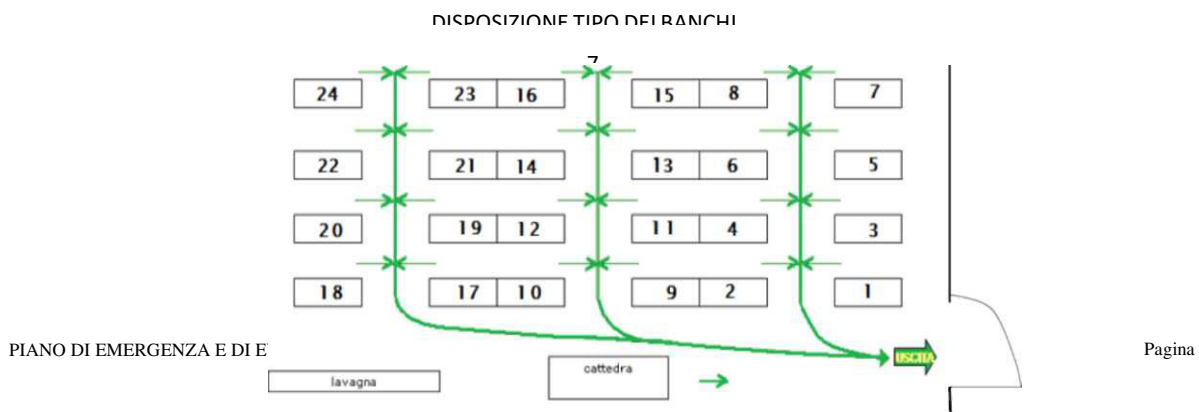 DISPOSIZIONE TIPO DEI BANCHI
24 23 16 15 8 7
22 21 14 13 6 5
20 19 12 11 4 3
18 17 10 9 2 1
PIANO DI EMERGENZA E DI
USCITA
Pagina
cattedra
lavagna